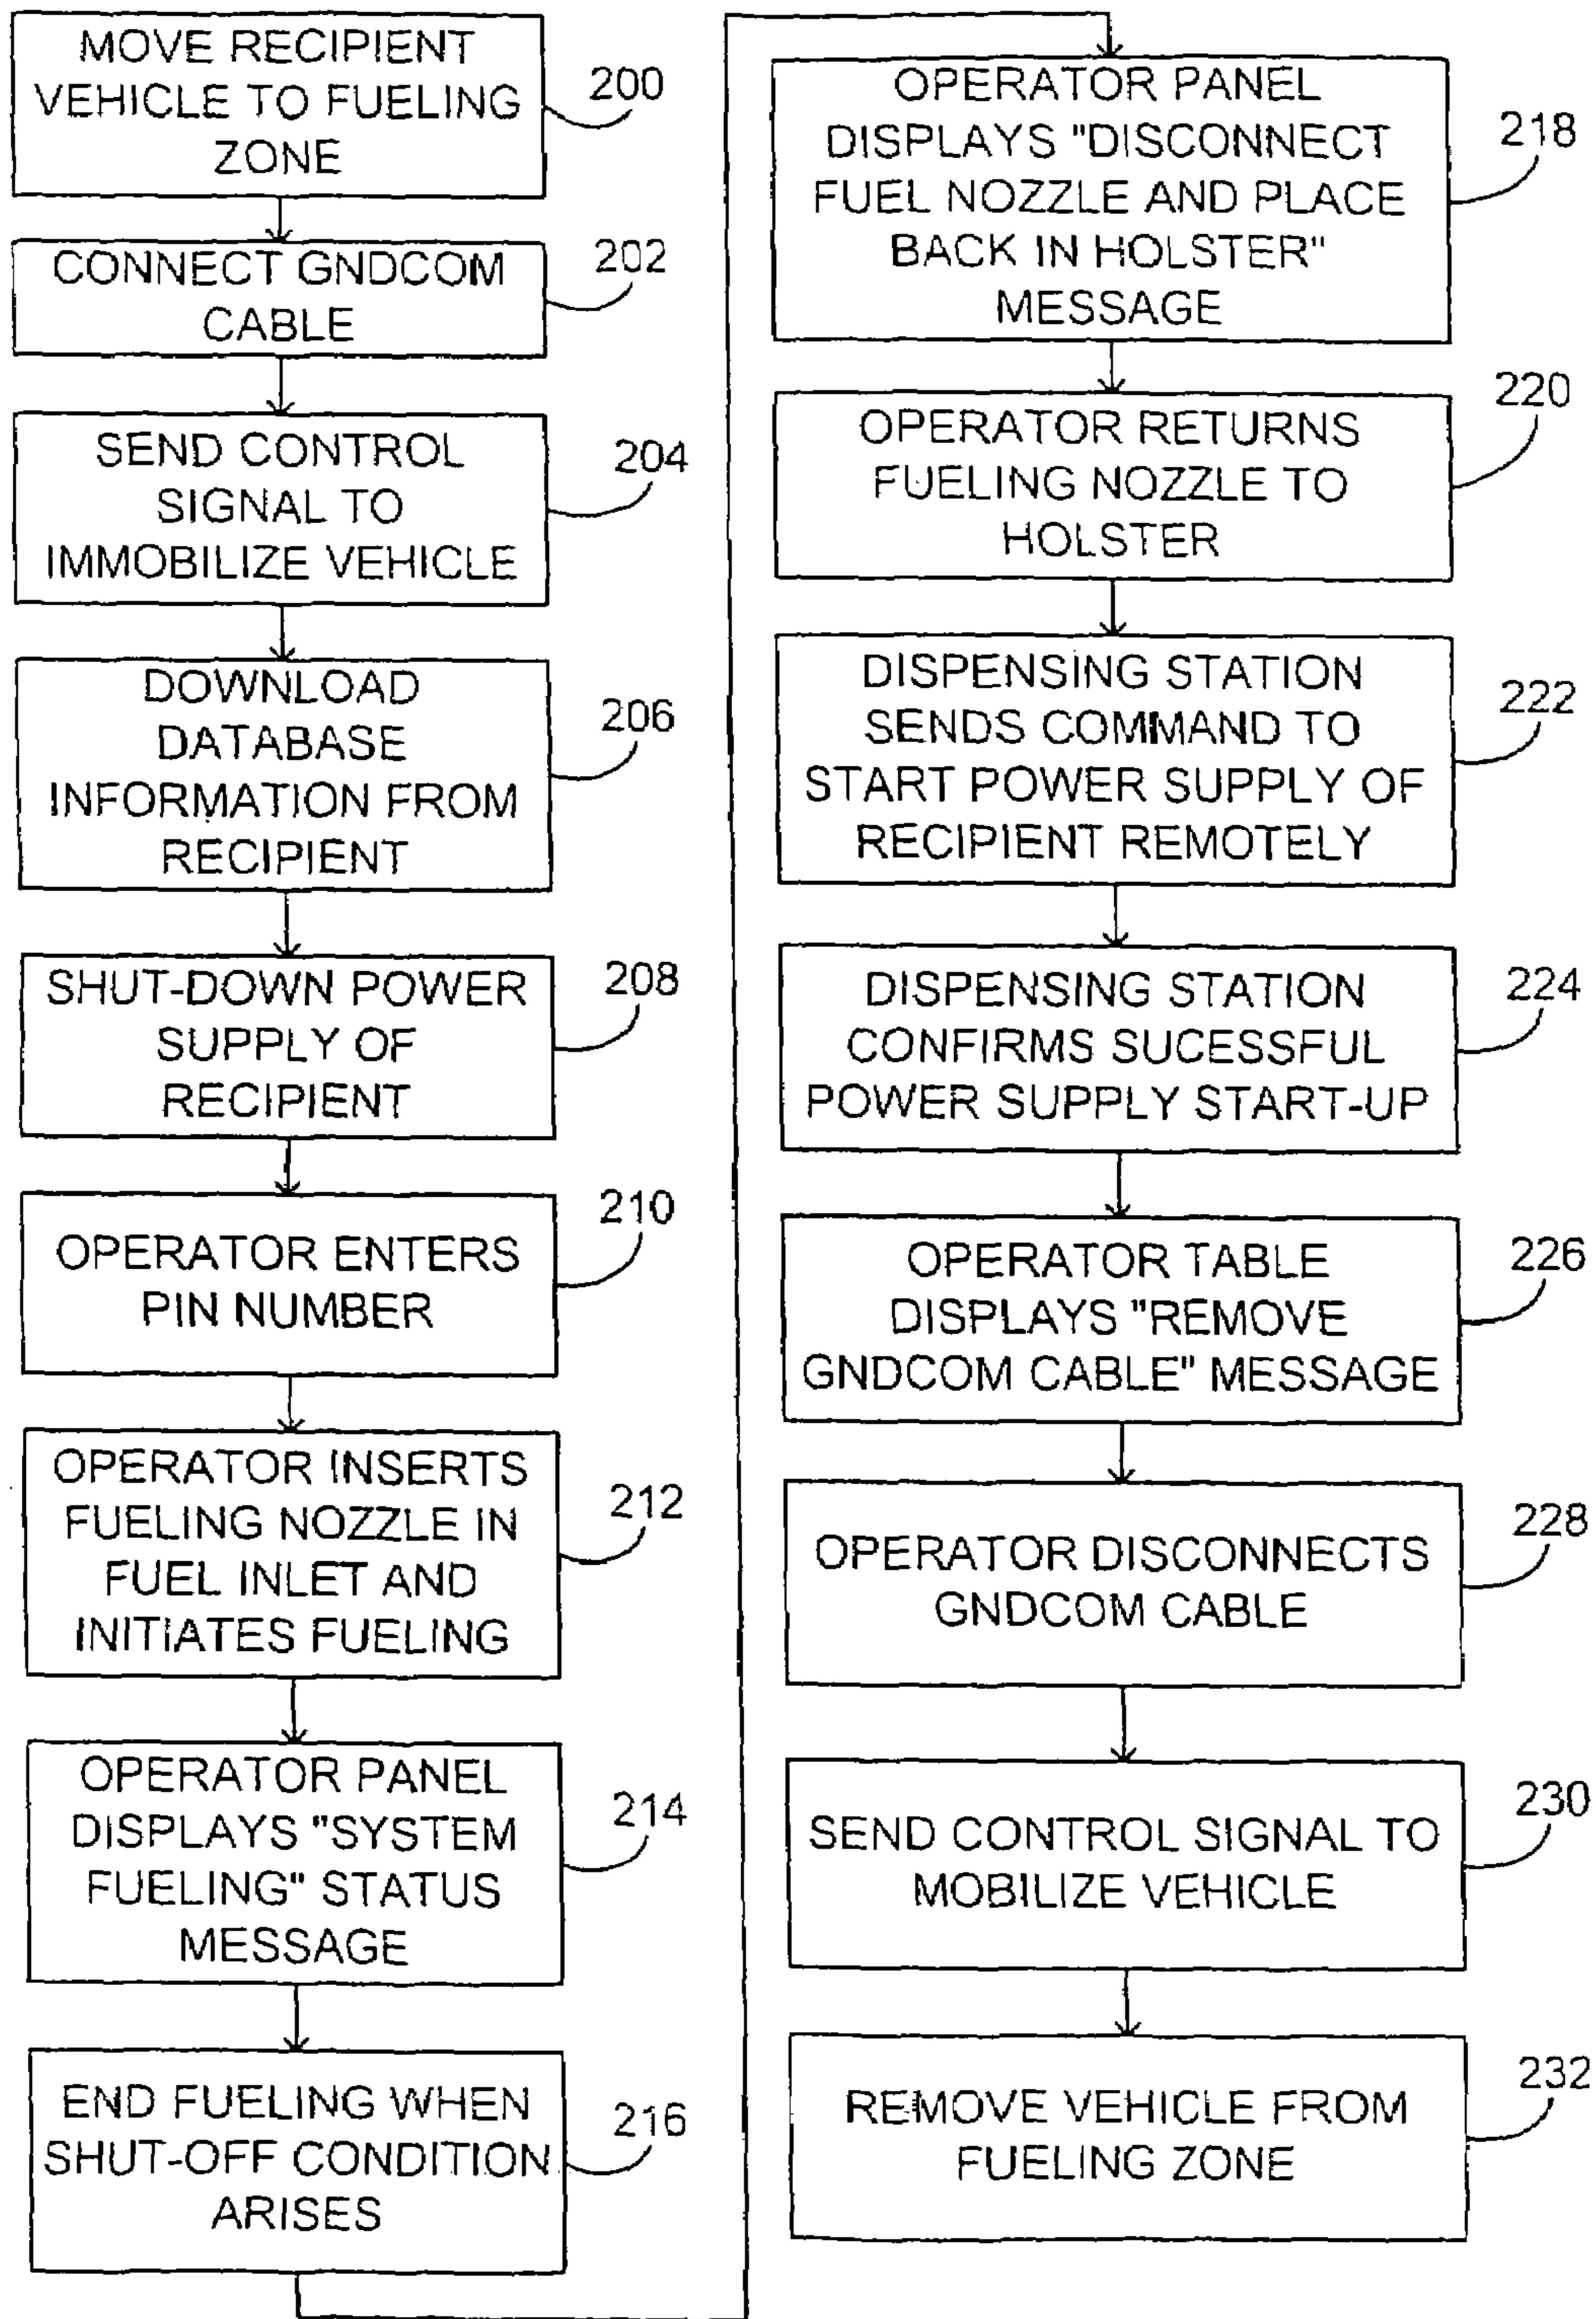 MOVE RECIPIENT
VEHICLE TO FUELING
ZONE
200
CONNECT GNDCOM
CABLE
202
SEND CONTROL
SIGNAL TO
IMMOBILIZE VEHICLE
204
DOWNLOAD
DATABASE
INFORMATION FROM
RECIPIENT
206
SHUT-DOWN POWER
SUPPLY OF
RECIPIENT
208
OPERATOR ENTERS
PIN NUMBER
210
OPERATOR INSERTS
FUELING NOZZLE IN
FUEL INLET AND
INITIATES FUELING
212
OPERATOR PANEL
DISPLAYS "SYSTEM
FUELING" STATUS
MESSAGE
214
END FUELING WHEN
SHUT-OFF CONDITION
ARISES
216
OPERATOR PANEL
DISPLAYS "DISCONNECT
FUEL NOZZLE AND PLACE
BACK IN HOLSTER"
MESSAGE
218
OPERATOR RETURNS
FUELING NOZZLE TO
HOLSTER
220
DISPENSING STATION
SENDS COMMAND TO
START POWER SUPPLY OF
RECIPIENT REMOTELY
222
DISPENSING STATION
CONFIRMS SUCESSFUL
POWER SUPPLY START-UP
224
OPERATOR TABLE
DISPLAYS "REMOVE
GNDCOM CABLE" MESSAGE
226
OPERATOR DISCONNECTS
GNDCOM CABLE
228
SEND CONTROL SIGNAL TO
MOBILIZE VEHICLE
230
REMOVE VEHICLE FROM
FUELING ZONE
232